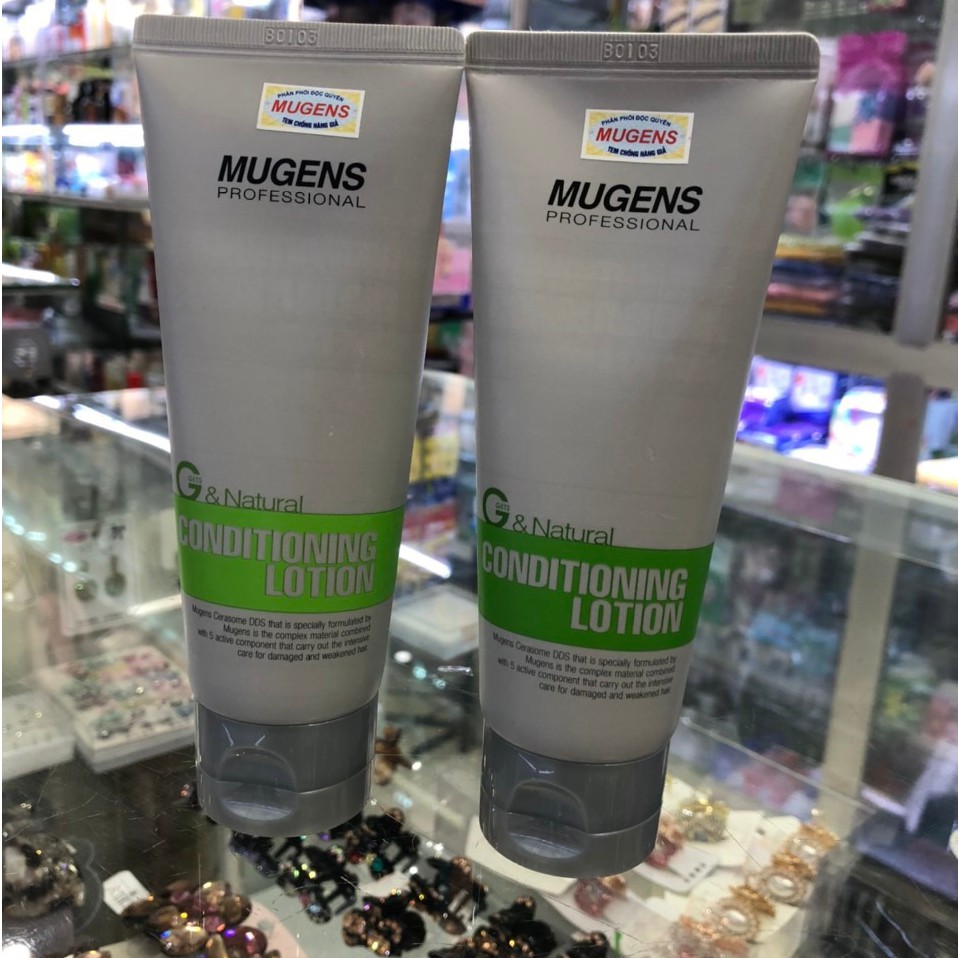 BC103
PHÂN PHỐI ĐỘC QUYỀN
MUGENS
TEM CHỐNG HÀNG GIẢ
MUGENS
PROFESSIONAL
G GATE & Natural
CONDITIONING
LOTION
Mugens Cerasome DDS that is specially formulated by
Mugens is the complex material combined
with 5 active component that carry out the intensive
care for damaged and weakened hair.
BC103
PHÂN PHỐI ĐỘC QUYỀN
MUGENS
TEM CHỐNG HÀNG GIẢ
MUGENS
PROFESSIONAL
G GATE & Natural
CONDITIONING
LOTION
Mugens Cerasome DDS that is specially formulated by
Mugens is the complex material combined
with 5 active component that carry out the intensive
care for damaged and weakened hair.